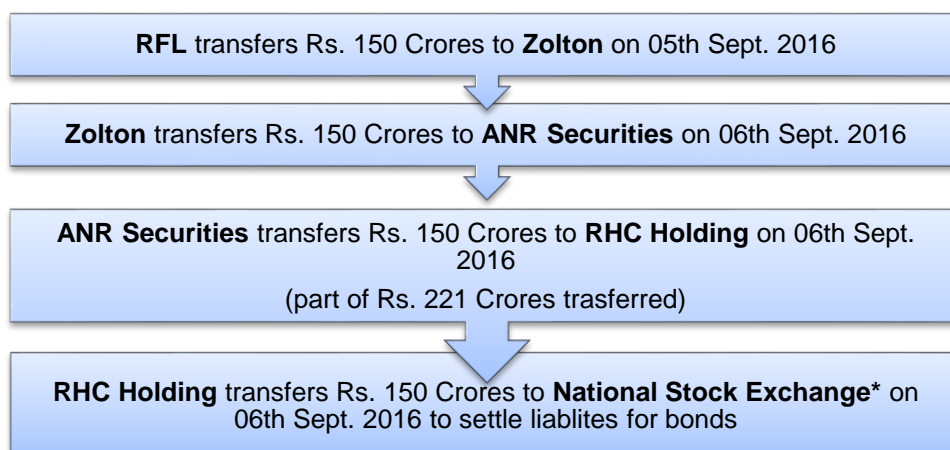 RFL transfers Rs. 150 Crores to Zolton on 05th Sept. 2016
Zolton transfers Rs. 150 Crores to ANR Securities on 06th Sept. 2016
ANR Securities transfers Rs. 150 Crores to RHC Holding on 06th Sept.
2016
(part of Rs. 221 Crores trasferred)
RHC Holding transfers Rs. 150 Crores to National Stock Exchange* on
06th Sept. 2016 to settle liablites for bonds